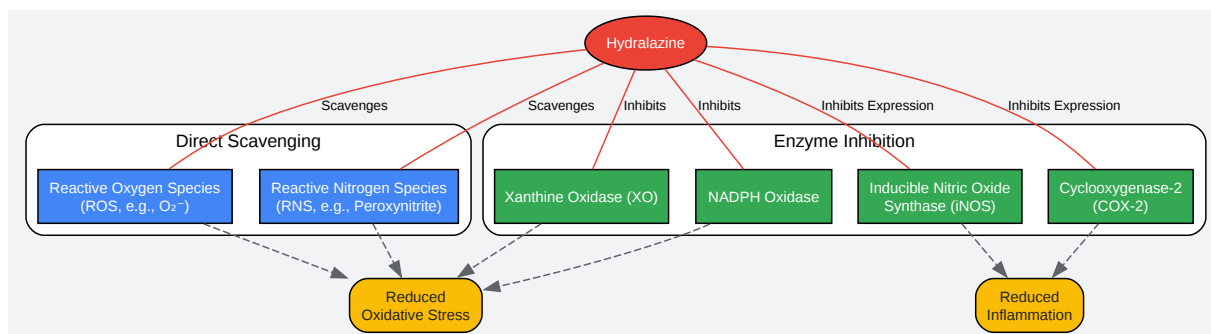 Hydralazine
Scavenges
Scavenges
Inhibits
Inhibits
Inhibits Expression
Inhibits Expression
Direct Scavenging
Enzyme Inhibition
Reactive Oxygen Species
(ROS, e.g., O₂⁻)
Reactive Nitrogen Species
(RNS, e.g., Peroxynitrite)
Xanthine Oxidase (XO)
NADPH Oxidase
Inducible Nitric Oxide
Synthase (iNOS)
Cyclooxygenase-2
(COX-2)
Reduced
Oxidative Stress
Reduced
Inflammation